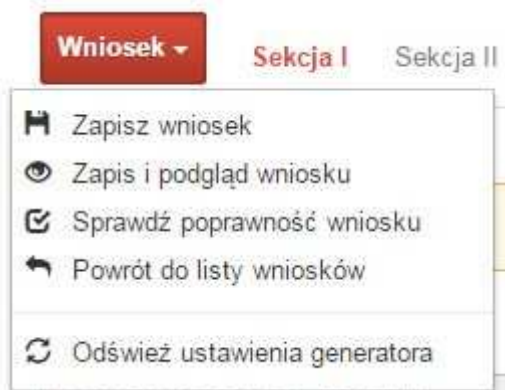 Wniosek
Sekcja I
Sekcja II
Zapisz wniosek
Zapis i podgląd wniosku
Sprawdź poprawność wniosku
Powrót do listy wniosków
Odśwież ustawienia generatora